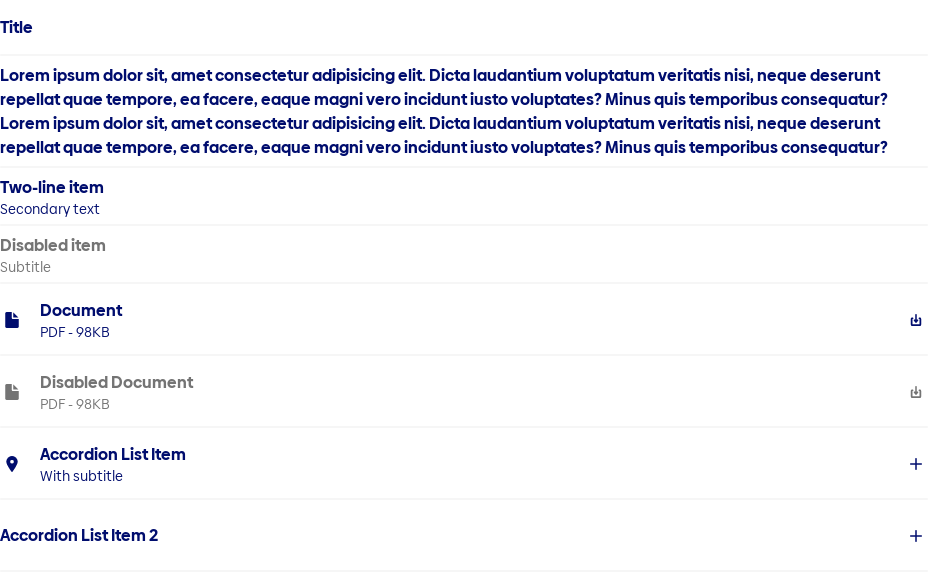 Title
Lorem ipsum dolor sit, amet consectetur adipisicing elit. Dicta laudantium voluptatum veritatis nisi, neque deserunt
repellat quae tempore, ea facere, eaque magni vero incidunt iusto voluptates? Minus quis temporibus consequatur?
Lorem ipsum dolor sit, amet consectetur adipisicing elit. Dicta laudantium voluptatum veritatis nisi, neque deserunt
repellat quae tempore, ea facere, eaque magni vero incidunt iusto voluptates? Minus quis temporibus consequatur?
Two-line item
Secondary text
Disabled item
Subtitle
Document
PDF - 98KB
Disabled Document
PDF - 98KB
Accordion List Item
With subtitle
Accordion List Item 2